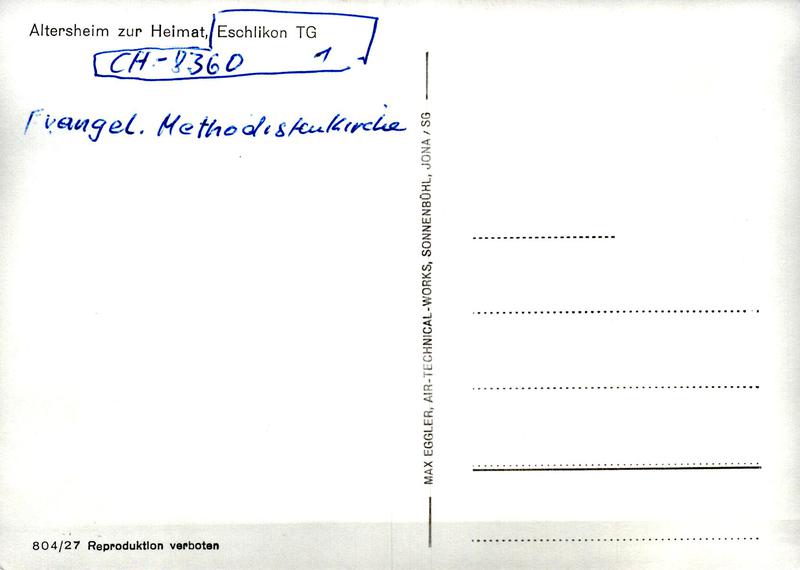 Altersheim zur Heimat, Eschlikon TG
CH-8360 1
Evangel. Methodistenkirche
MAX EGGLER, AIR-TECHNICAL-WORKS, SONNENBÜHL, JONA / SG
804/27 Reproduktion verboten